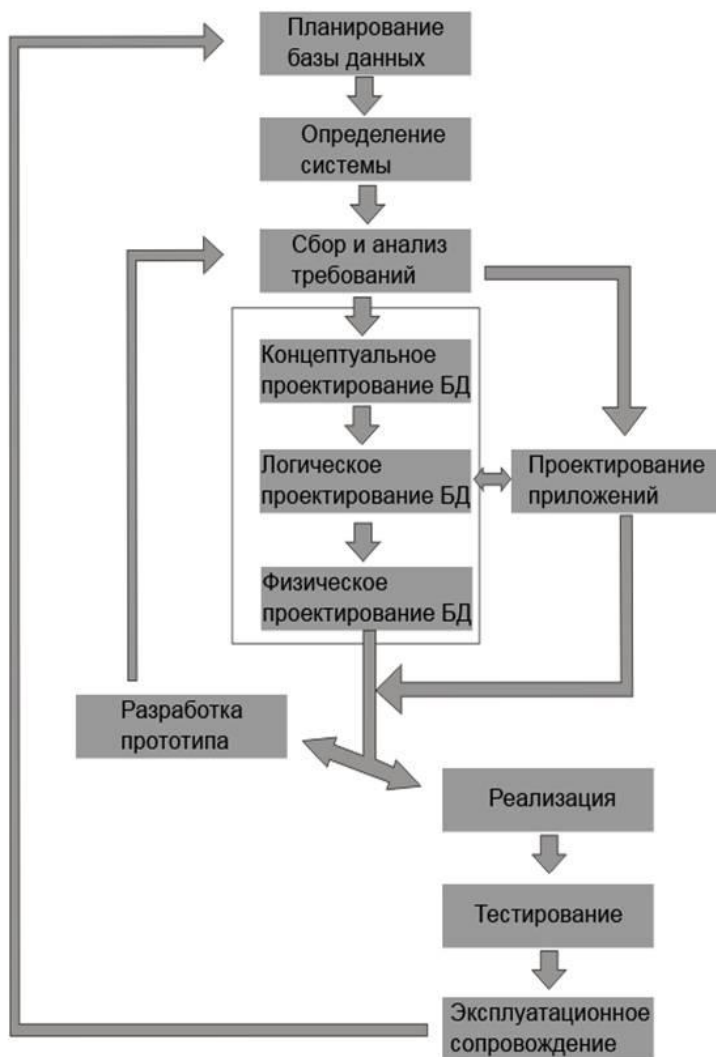 Планирование
базы данных
Определение
системы
Сбор и анализ
требований
Концептуальное
проектирование БД
Логическое
проектирование БД
Проектирование
приложений
Физическое
проектирование БД
Разработка
прототипа
Реализация
Тестирование
Эксплуатационное
сопровождение